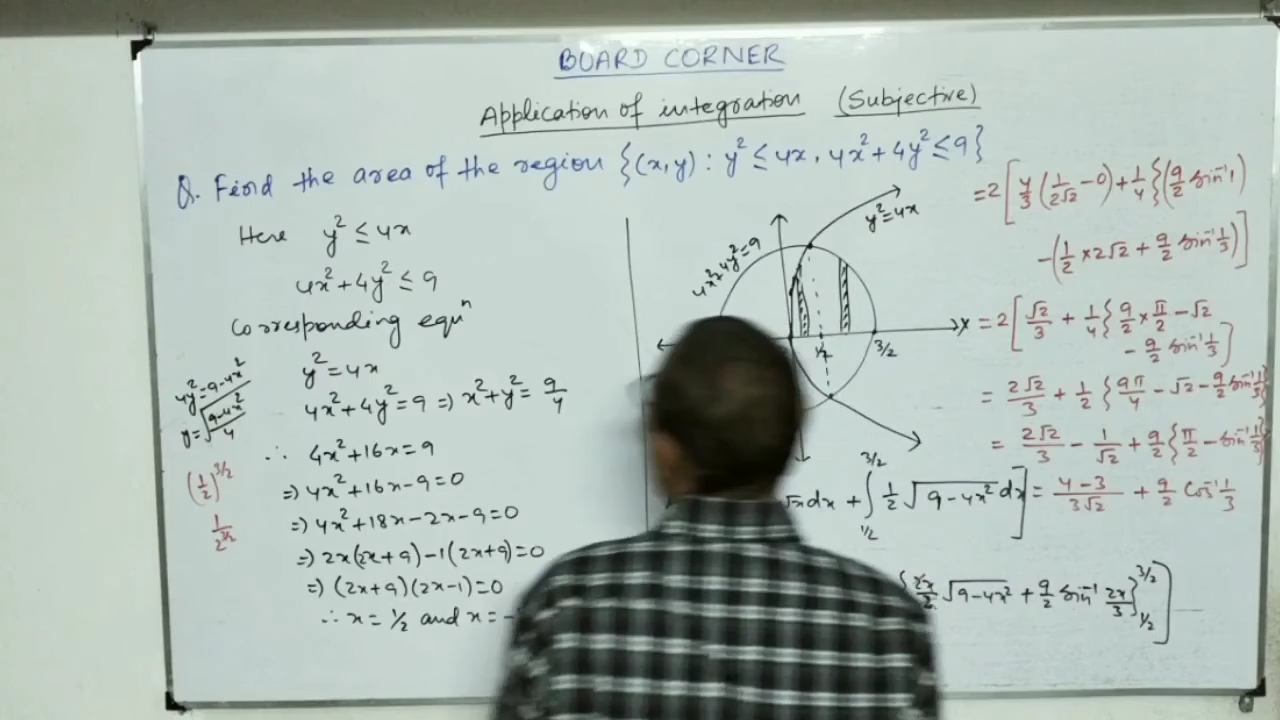 BOARD CORNER
Application of integration (Subjective)
Q. Find the area of the region {(x,y) : y² ≤ 4x, 4x² + 4y² ≤ 9}
Here y² ≤ 4x
4x² + 4y² ≤ 9
Corresponding equⁿ
y² = 4x
4x² + 4y² = 9 ⇒ x² + y² = 9/4
∴ 4x² + 16x = 9
⇒ 4x² + 16x - 9 = 0
⇒ 4x² + 18x - 2x - 9 = 0
⇒ 2x(2x + 9) - 1(2x + 9) = 0
⇒ (2x + 9)(2x - 1) = 0
∴ x = 1/2 and x = -
4y² = 9 - 4x²
y = √((9 - 4x²)/4)
(1/2)^(3/2)
1/2^(3/2)
4x² + 4y² = 9
y² = 4x
X
1/2
3/2
√x dx + ∫_{1/2}^{3/2} 1/2 √(9 - 4x²) dx]
{2x/2 √(9 - 4x²) + 9/2 sin⁻¹ 2x/3}_{1/2}^{3/2}]
= 2[4/3 (1/2√2 - 0) + 1/4 {(9/2 sin⁻¹ 1)
- (1/2 × 2√2 + 9/2 sin⁻¹ 1/3)}]
= 2[√2/3 + 1/4 {9/2 × π/2 - √2
- 9/2 sin⁻¹ 1/3}]
= 2√2/3 + 1/2 {9π/4 - √2 - 9/2 sin⁻¹ 1/3}
= 2√2/3 - 1/√2 + 9/2 {π/2 - sin⁻¹ 1/3}
= 4-3/3√2 + 9/2 Cos⁻¹ 1/3